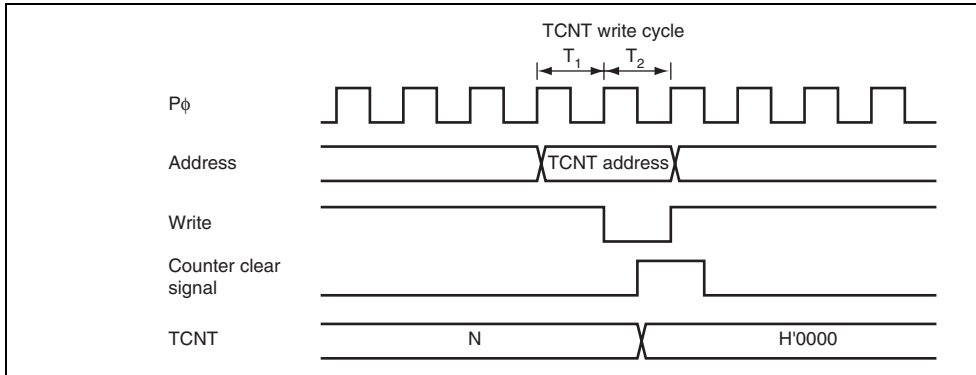 TCNT write cycle
T1 T2
Pφ
Address
TCNT address
Write
Counter clear
signal
TCNT
N
H'0000